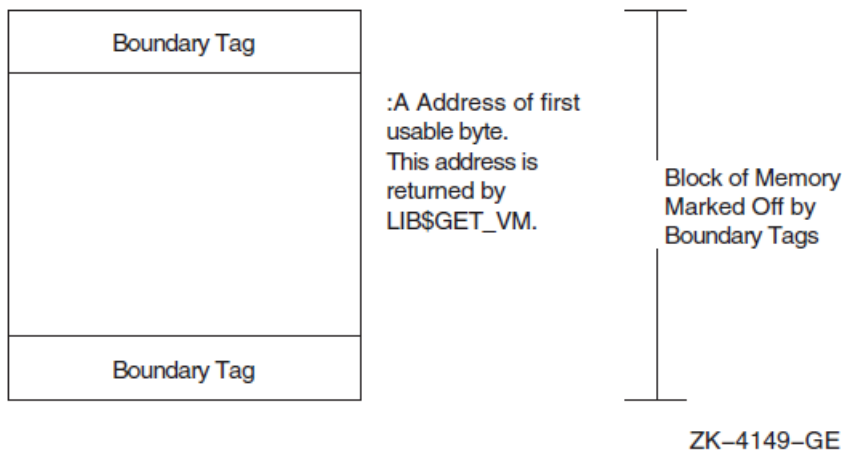 Boundary Tag
:A Address of first
usable byte.
This address is
returned by
LIB$GET_VM.
Block of Memory
Marked Off by
Boundary Tags
Boundary Tag
ZK–4149–GE